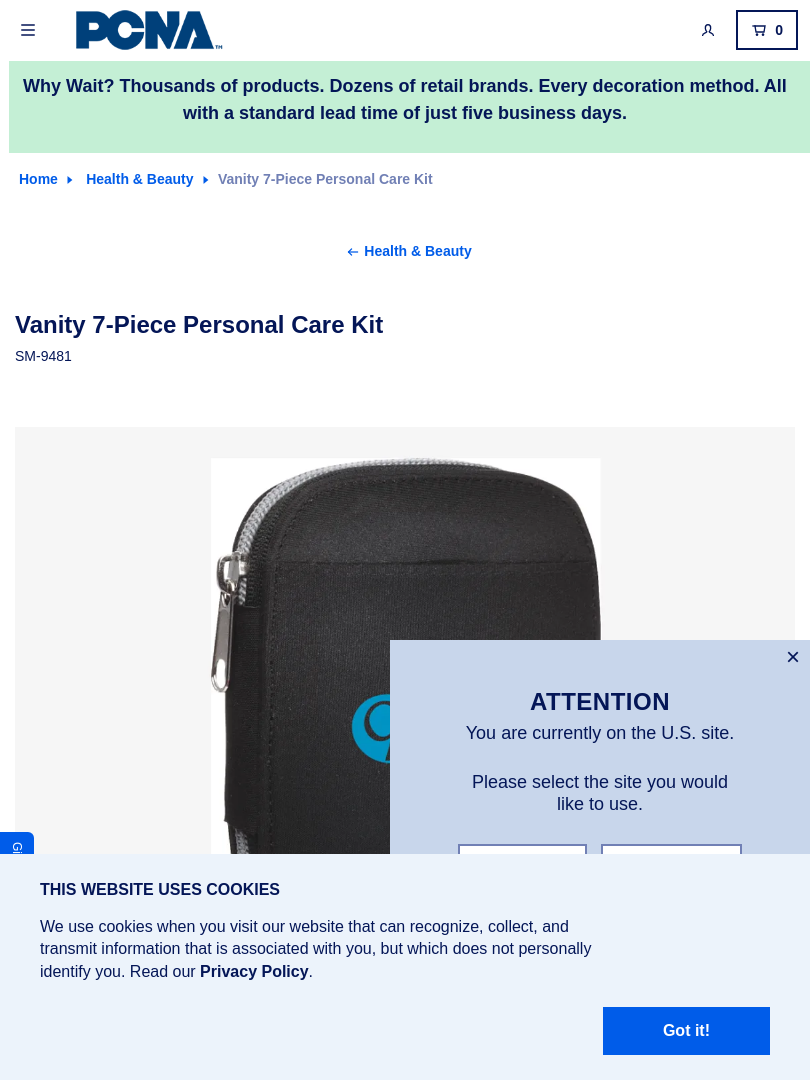 PCNA TM
0
Why Wait? Thousands of products. Dozens of retail brands. Every decoration method. All
with a standard lead time of just five business days.
Home Health & Beauty Vanity 7-Piece Personal Care Kit
Health & Beauty
Vanity 7-Piece Personal Care Kit
SM-9481
ATTENTION
You are currently on the U.S. site.
Please select the site you would
like to use.
THIS WEBSITE USES COOKIES
We use cookies when you visit our website that can recognize, collect, and
transmit information that is associated with you, but which does not personally
identify you. Read our Privacy Policy.
Got it!